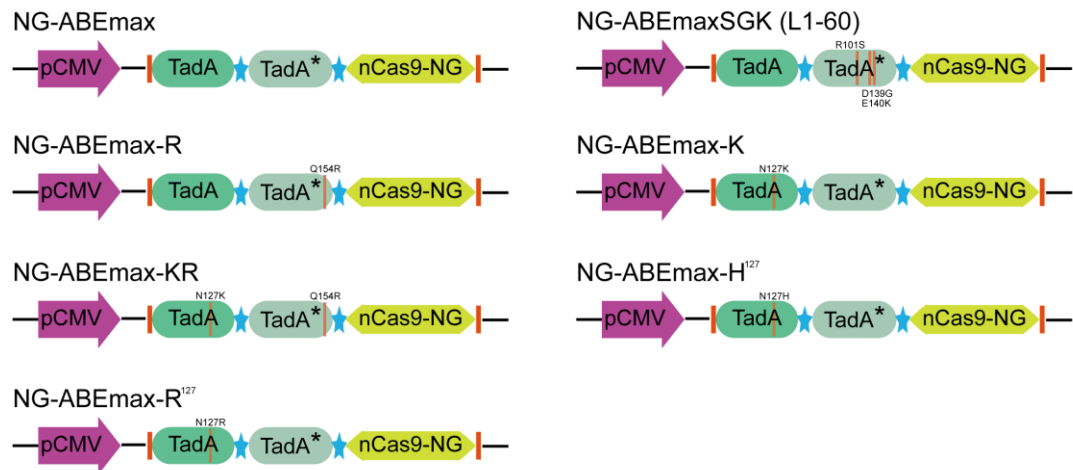 NG-ABEmax
pCMV TadA TadA* nCas9-NG
NG-ABEmaxSGK (L1-60)
R101S
pCMV TadA TadA* nCas9-NG
D139G
E140K
NG-ABEmax-R
Q154R
pCMV TadA TadA* nCas9-NG
NG-ABEmax-K
N127K
pCMV TadA TadA* nCas9-NG
NG-ABEmax-KR
N127K Q154R
pCMV TadA TadA* nCas9-NG
NG-ABEmax-H¹²⁷
N127H
pCMV TadA TadA* nCas9-NG
NG-ABEmax-R¹²⁷
N127R
pCMV TadA TadA* nCas9-NG